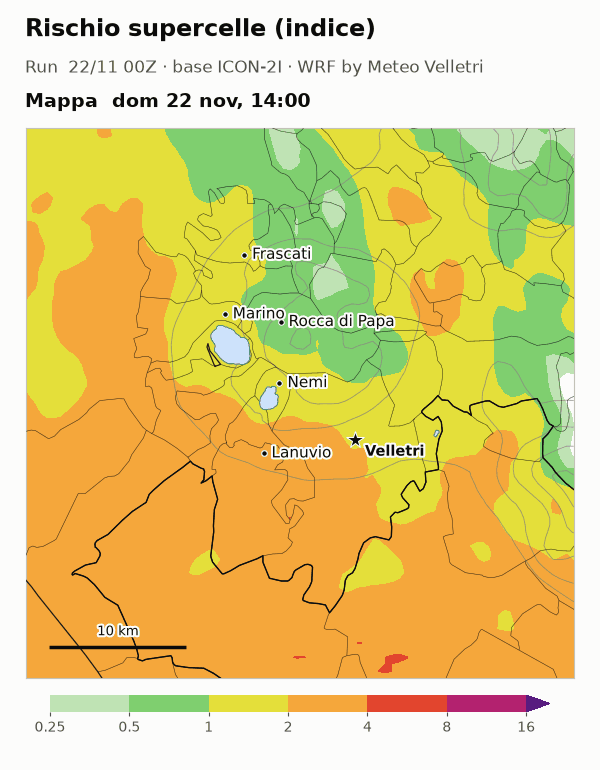 Rischio supercelle (indice)
Run 22/11 00Z · base ICON-2I · WRF by Meteo Velletri
Mappa dom 22 nov, 14:00
Frascati
Marino
Rocca di Papa
Nemi
Velletri
Lanuvio
10 km
0.25 0.5 1 2 4 8 16